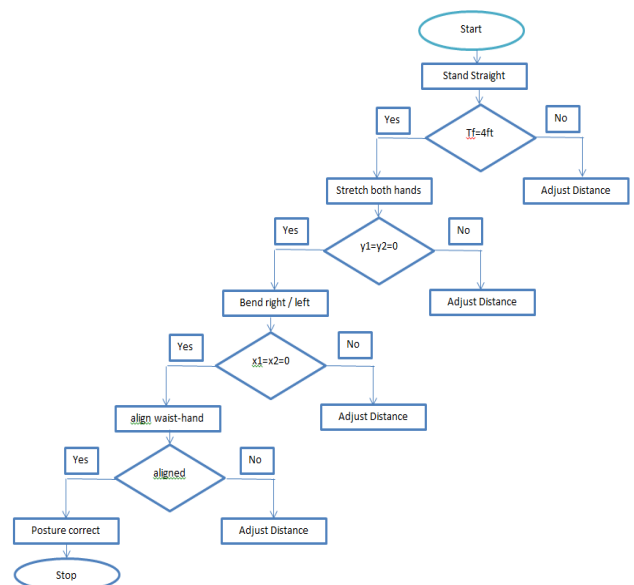 Start
Stand Straight
Yes
Tf=4ft
No
Stretch both hands
Adjust Distance
Yes
y1=y2=0
No
Bend right / left
Adjust Distance
Yes
x1=x2=0
No
align waist-hand
Adjust Distance
Yes
aligned
No
Posture correct
Adjust Distance
Stop